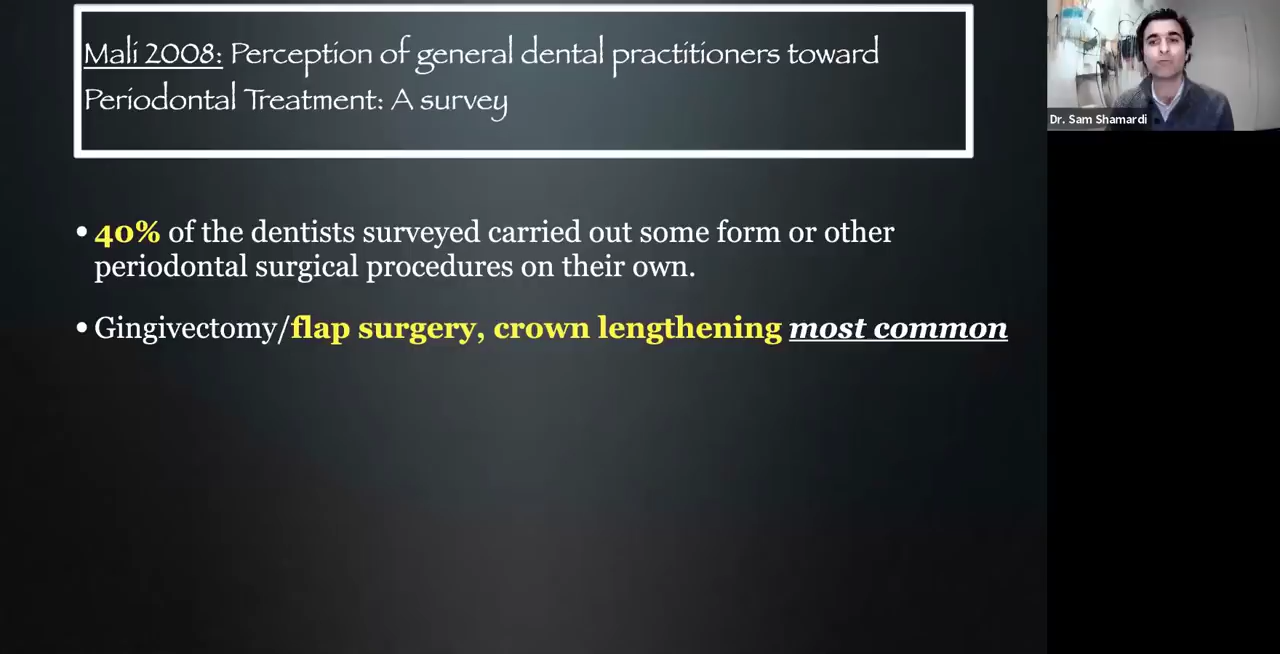 Mali 2008: Perception of general dental practitioners toward
Periodontal Treatment: A survey
Dr. Sam Shamardi
• 40% of the dentists surveyed carried out some form or other
periodontal surgical procedures on their own.
• Gingivectomy/flap surgery, crown lengthening most common